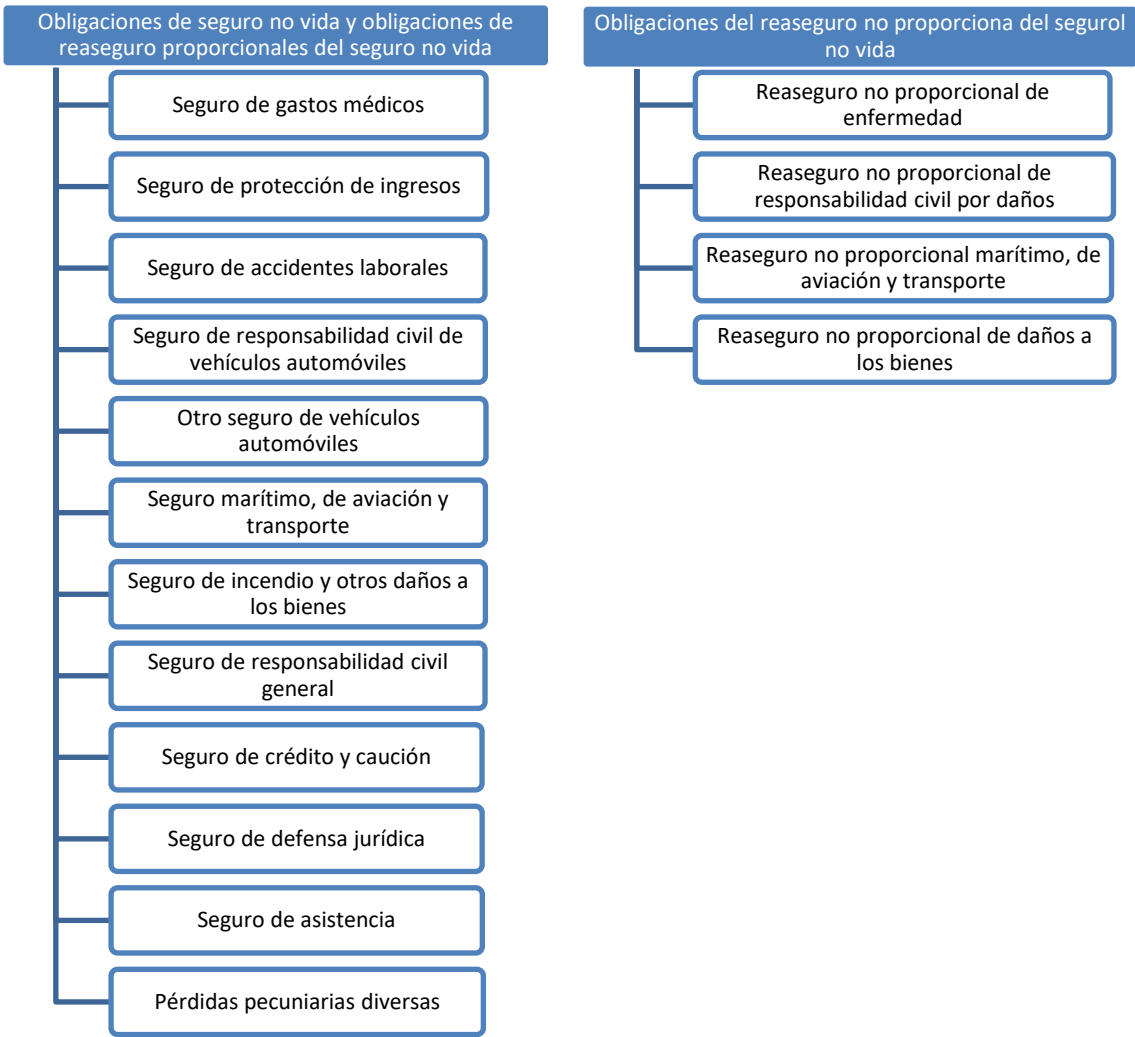 Obligaciones de seguro no vida y obligaciones de
reaseguro proporcionales del seguro no vida
Seguro de gastos médicos
Seguro de protección de ingresos
Seguro de accidentes laborales
Seguro de responsabilidad civil de
vehículos automóviles
Otro seguro de vehículos
automóviles
Seguro marítimo, de aviación y
transporte
Seguro de incendio y otros daños a
los bienes
Seguro de responsabilidad civil
general
Seguro de crédito y caución
Seguro de defensa jurídica
Seguro de asistencia
Pérdidas pecuniarias diversas
Obligaciones del reaseguro no proporciona del segurol
no vida
Reaseguro no proporcional de
enfermedad
Reaseguro no proporcional de
responsabilidad civil por daños
Reaseguro no proporcional marítimo, de
aviación y transporte
Reaseguro no proporcional de daños a
los bienes